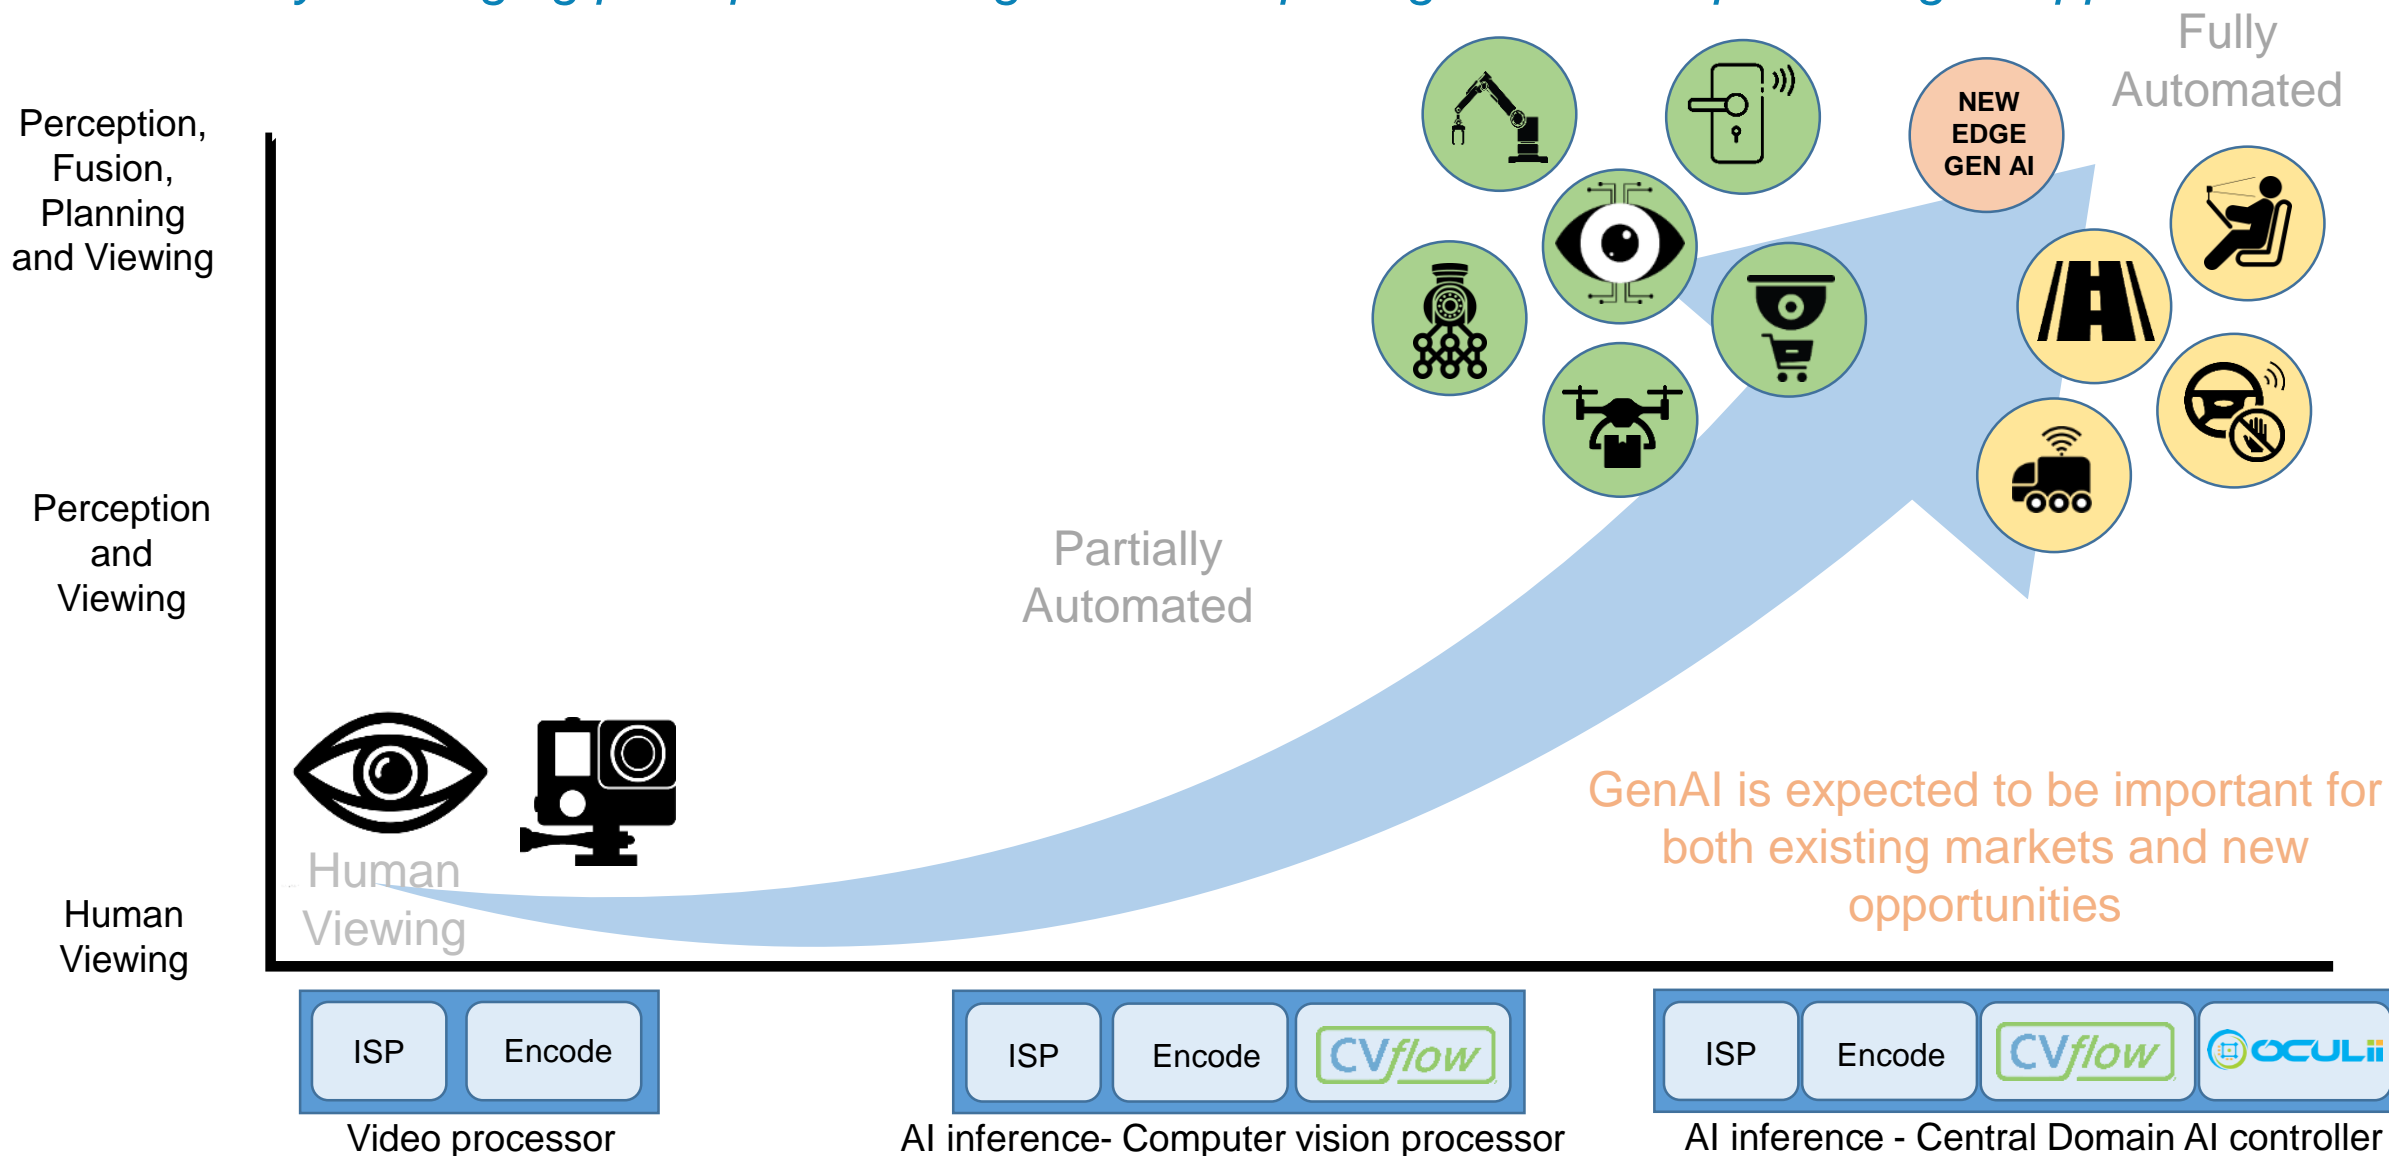 Fully
Automated
NEW
EDGE
GEN AI
Perception,
Fusion,
Planning
and Viewing
Perception
and
Viewing
Partially
Automated
Human
Viewing
Human
Viewing
GenAI is expected to be important for
both existing markets and new
opportunities
ISP
Encode
Video processor
ISP
Encode
CVflow
AI inference- Computer vision processor
ISP
Encode
CVflow
OCULii
AI inference - Central Domain AI controller